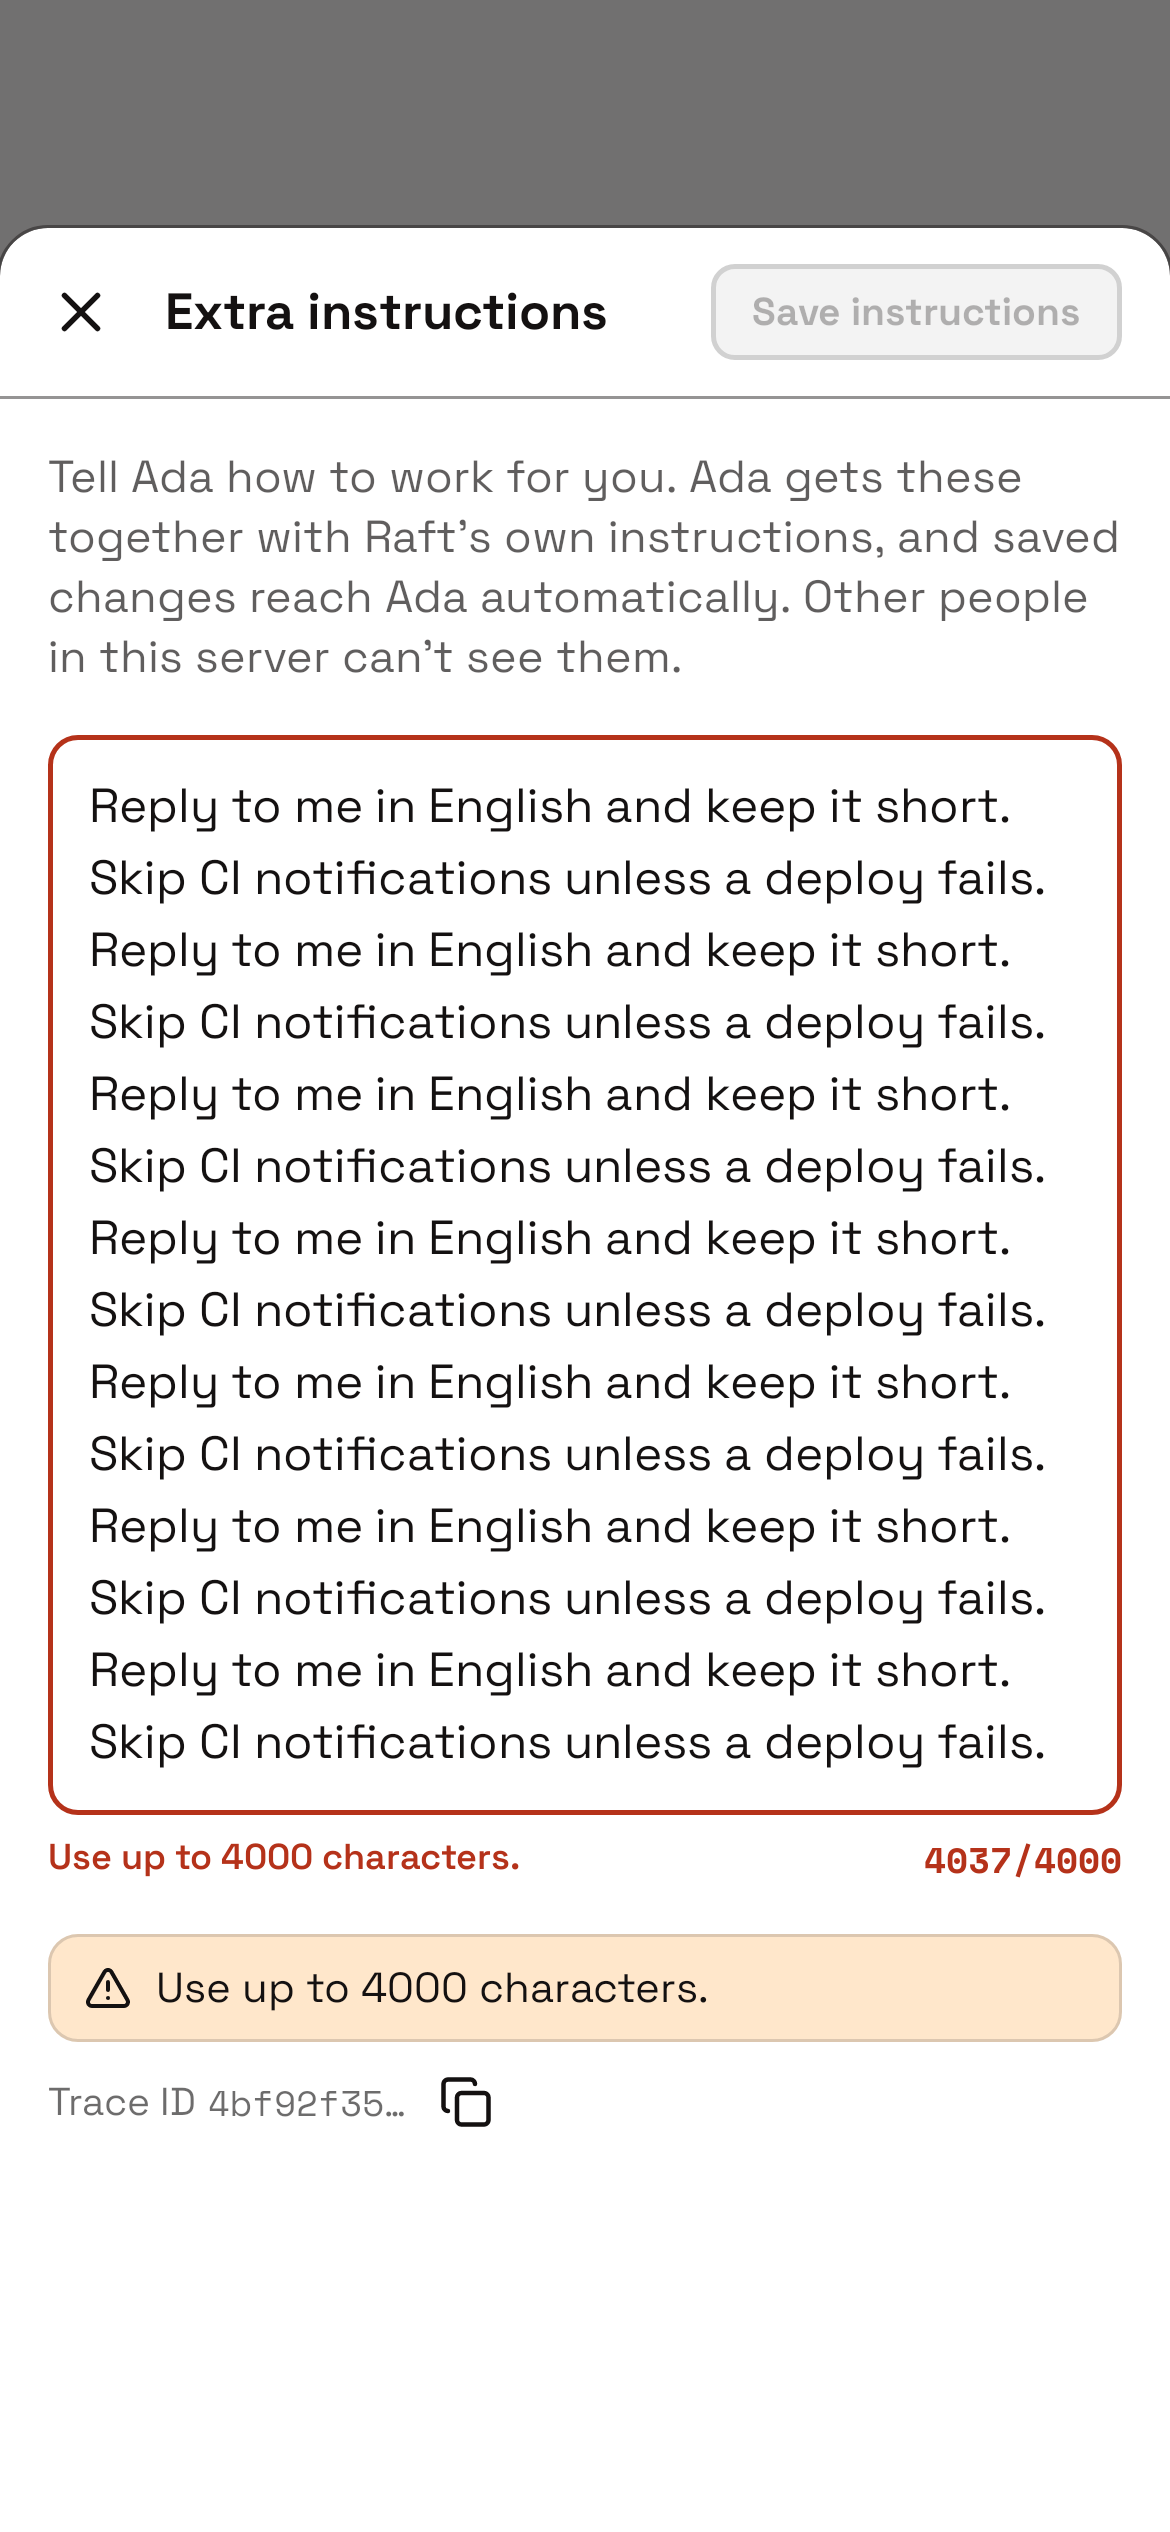 Extra instructions
Save instructions
Tell Ada how to work for you. Ada gets these
together with Raft’s own instructions, and saved
changes reach Ada automatically. Other people
in this server can’t see them.
Reply to me in English and keep it short.
Skip CI notifications unless a deploy fails.
Reply to me in English and keep it short.
Skip CI notifications unless a deploy fails.
Reply to me in English and keep it short.
Skip CI notifications unless a deploy fails.
Reply to me in English and keep it short.
Skip CI notifications unless a deploy fails.
Reply to me in English and keep it short.
Skip CI notifications unless a deploy fails.
Reply to me in English and keep it short.
Skip CI notifications unless a deploy fails.
Reply to me in English and keep it short.
Skip CI notifications unless a deploy fails.
Use up to 4000 characters.
4037/4000
Use up to 4000 characters.
Trace ID 4bf92f35…